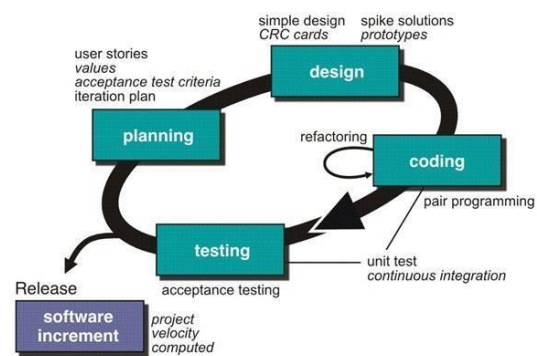 simple design
CRC cards
spike solutions
prototypes
design
user stories
values
acceptance test criteria
iteration plan
planning
refactoring
coding
pair programming
testing
unit test
continuous integration
acceptance testing
Release
software
increment
project
velocity
computed